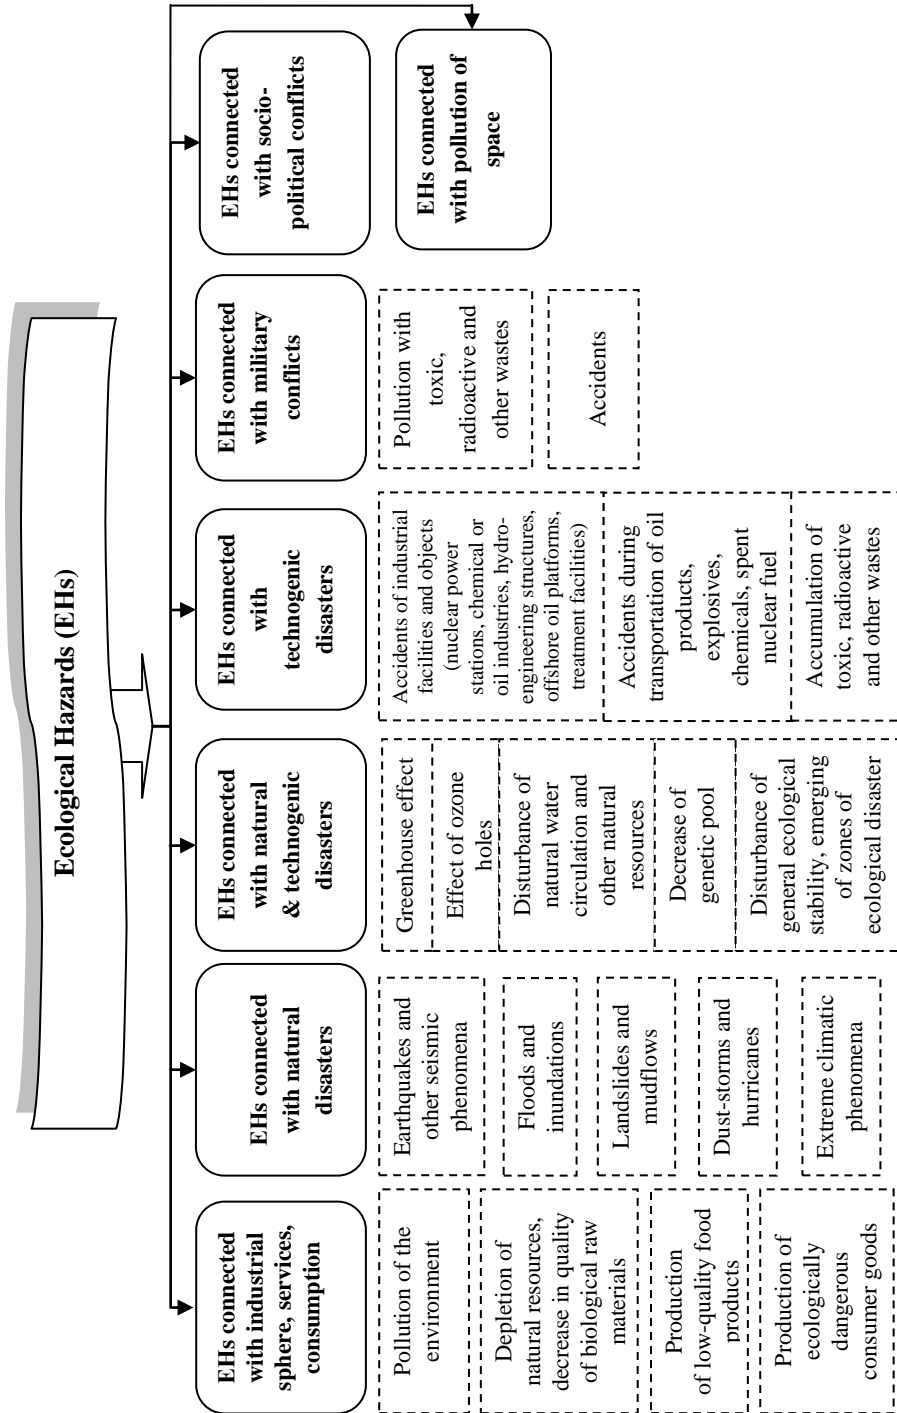 Ecological Hazards (EHs)
EHs connected
with industrial
sphere, services,
consumption
Pollution of the
environment
Depletion of
natural resources,
decrease in quality
of biological raw
materials
Production
of low-quality food
products
Production of
ecologically
dangerous
consumer goods
EHs connected
with natural
disasters
Earthquakes and
other seismic
phenomena
Floods and
inundations
Landslides and
mudflows
Dust-storms and
hurricanes
Extreme climatic
phenomena
EHs connected
with natural
& technogenic
disasters
Greenhouse effect
Effect of ozone
holes
Disturbance of
natural water
circulation and
other natural
resources
Decrease of
genetic pool
Disturbance of
general ecological
stability, emerging
of zones of
ecological disaster
EHs connected
with
technogenic
disasters
Accidents of industrial
facilities and objects
(nuclear power
stations, chemical or
oil industries, hydro-
engineering structures,
offshore oil platforms,
treatment facilities)
Accidents during
transportation of oil
products,
explosives,
chemicals, spent
nuclear fuel
Accumulation of
toxic, radioactive
and other wastes
EHs connected
with military
conflicts
Pollution with
toxic,
radioactive and
other wastes
Accidents
EHs connected
with socio-
political conflicts
EHs connected
with pollution of
space